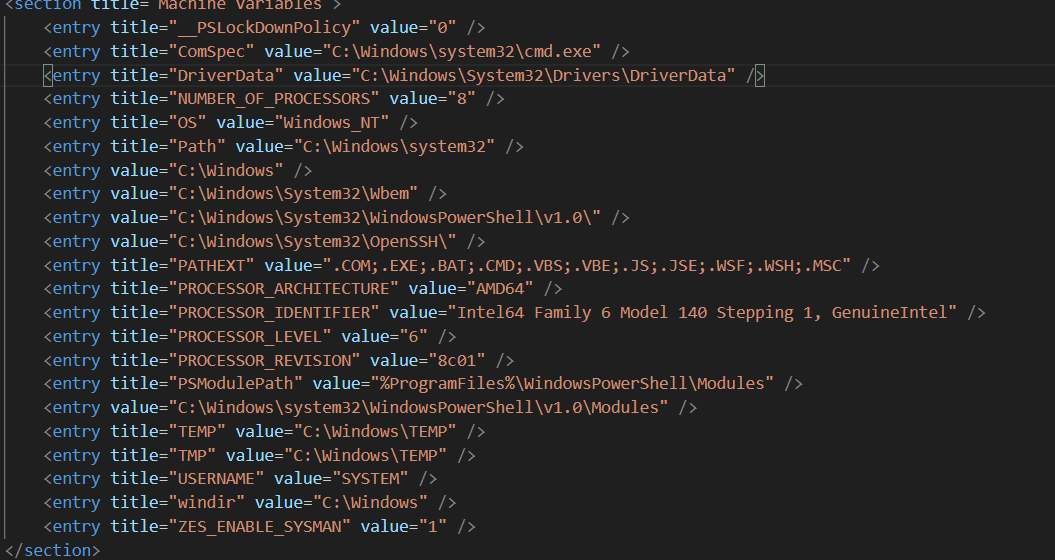 <section title="Machine Variables">
<entry title="__PSLockDownPolicy" value="0" />
<entry title="ComSpec" value="C:\Windows\system32\cmd.exe" />
<entry title="DriverData" value="C:\Windows\System32\Drivers\DriverData" />
<entry title="NUMBER_OF_PROCESSORS" value="8" />
<entry title="OS" value="Windows_NT" />
<entry title="Path" value="C:\Windows\system32" />
<entry value="C:\Windows" />
<entry value="C:\Windows\System32\Wbem" />
<entry value="C:\Windows\System32\WindowsPowerShell\v1.0\" />
<entry value="C:\Windows\System32\OpenSSH\" />
<entry title="PATHEXT" value=".COM;.EXE;.BAT;.CMD;.VBS;.VBE;.JS;.JSE;.WSF;.WSH;.MSC" />
<entry title="PROCESSOR_ARCHITECTURE" value="AMD64" />
<entry title="PROCESSOR_IDENTIFIER" value="Intel64 Family 6 Model 140 Stepping 1, GenuineIntel" />
<entry title="PROCESSOR_LEVEL" value="6" />
<entry title="PROCESSOR_REVISION" value="8c01" />
<entry title="PSModulePath" value="%ProgramFiles%\WindowsPowerShell\Modules" />
<entry value="C:\Windows\system32\WindowsPowerShell\v1.0\Modules" />
<entry title="TEMP" value="C:\Windows\TEMP" />
<entry title="TMP" value="C:\Windows\TEMP" />
<entry title="USERNAME" value="SYSTEM" />
<entry title="windir" value="C:\Windows" />
<entry title="ZES_ENABLE_SYSMAN" value="1" />
</section>